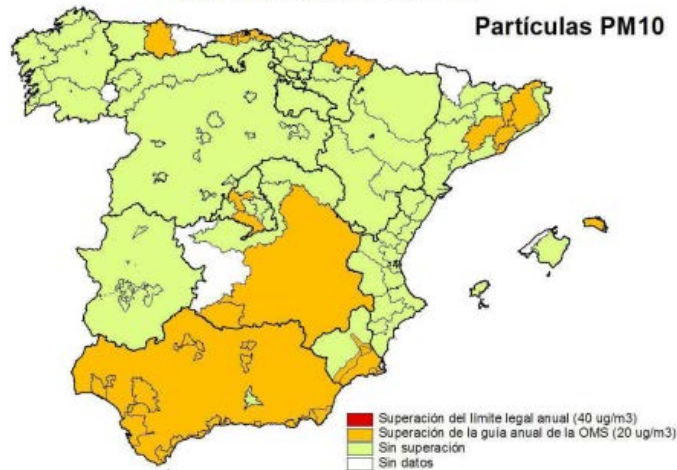 Partículas PM10
Superación del límite legal anual (40 ug/m3)
Superación de la guía anual de la OMS (20 ug/m3)
Sin superación
Sin datos